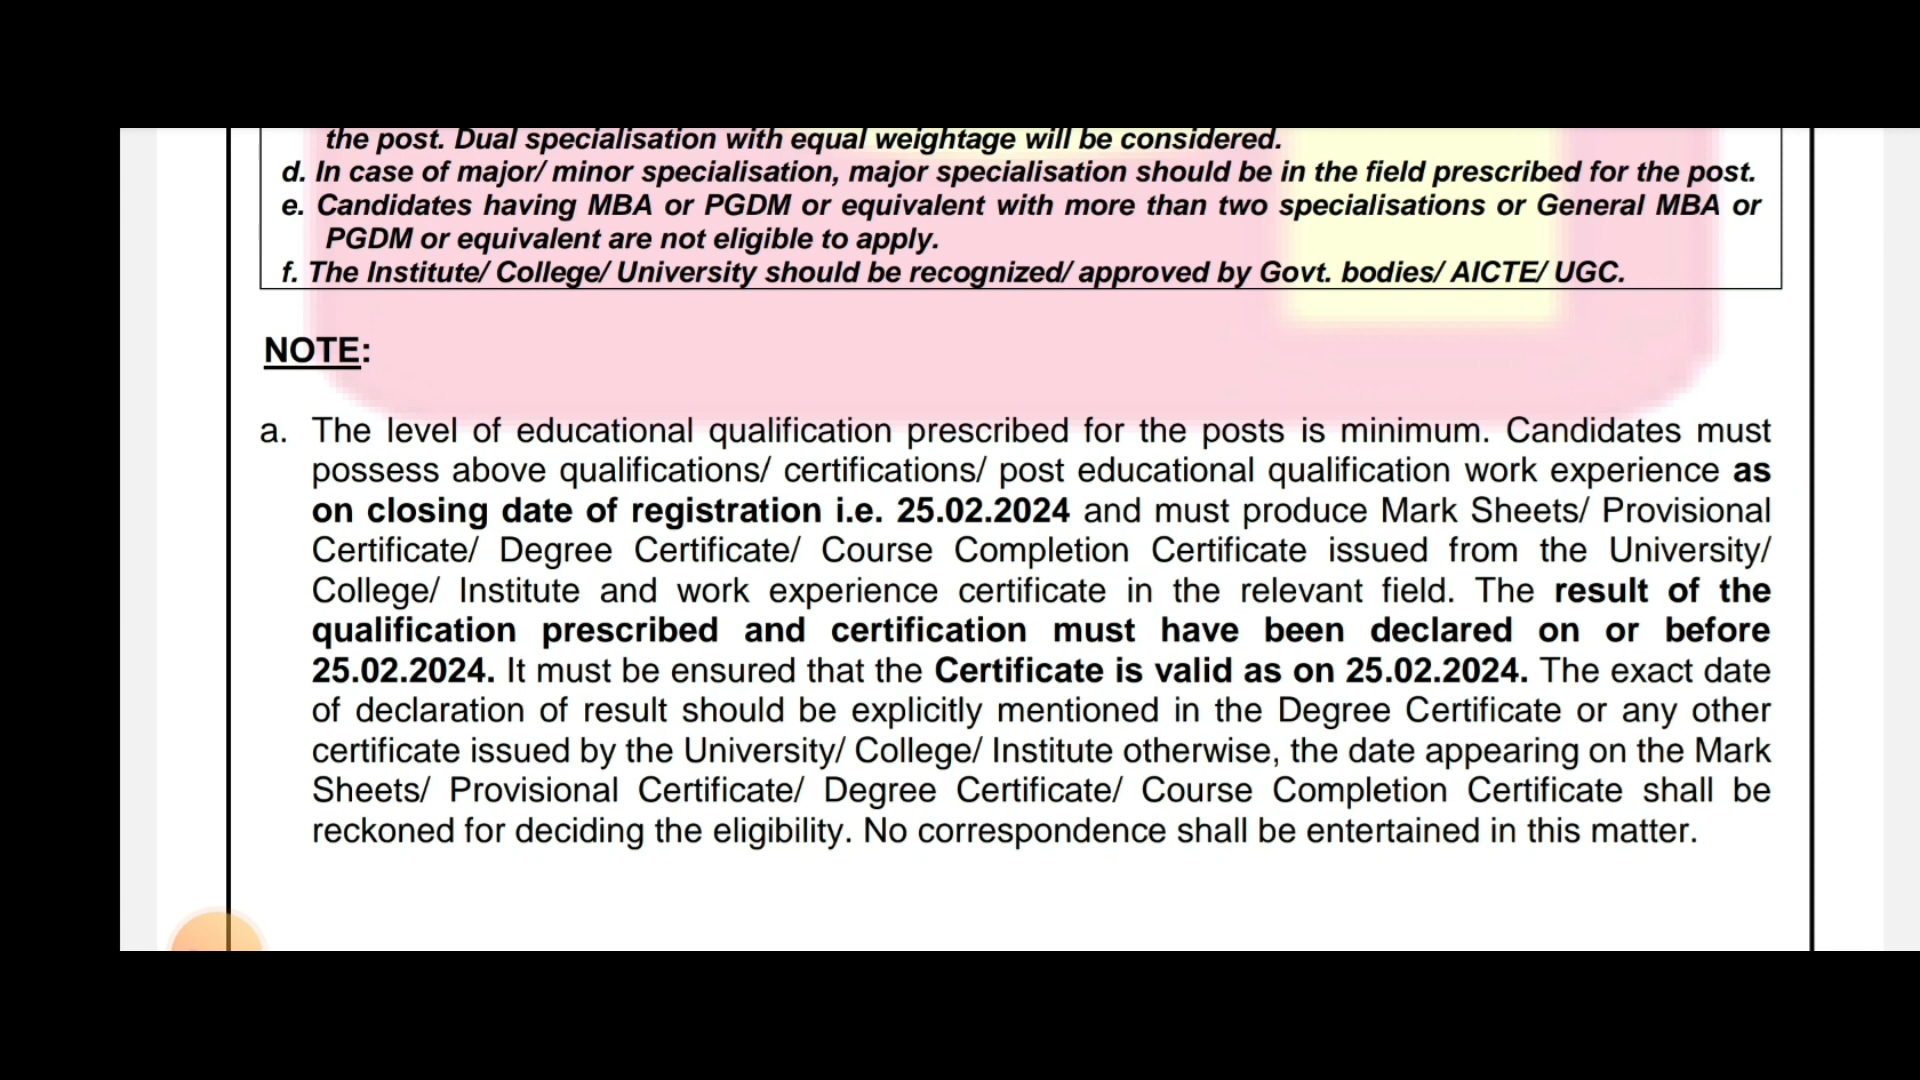 the post. Dual specialisation with equal weightage will be considered.
d. In case of major/ minor specialisation, major specialisation should be in the field prescribed for the post.
e. Candidates having MBA or PGDM or equivalent with more than two specialisations or General MBA or
PGDM or equivalent are not eligible to apply.
f. The Institute/ College/ University should be recognized/ approved by Govt. bodies/ AICTE/ UGC.
NOTE:
a. The level of educational qualification prescribed for the posts is minimum. Candidates must
possess above qualifications/ certifications/ post educational qualification work experience as
on closing date of registration i.e. 25.02.2024 and must produce Mark Sheets/ Provisional
Certificate/ Degree Certificate/ Course Completion Certificate issued from the University/
College/ Institute and work experience certificate in the relevant field. The result of the
qualification prescribed and certification must have been declared on or before
25.02.2024. It must be ensured that the Certificate is valid as on 25.02.2024. The exact date
of declaration of result should be explicitly mentioned in the Degree Certificate or any other
certificate issued by the University/ College/ Institute otherwise, the date appearing on the Mark
Sheets/ Provisional Certificate/ Degree Certificate/ Course Completion Certificate shall be
reckoned for deciding the eligibility. No correspondence shall be entertained in this matter.